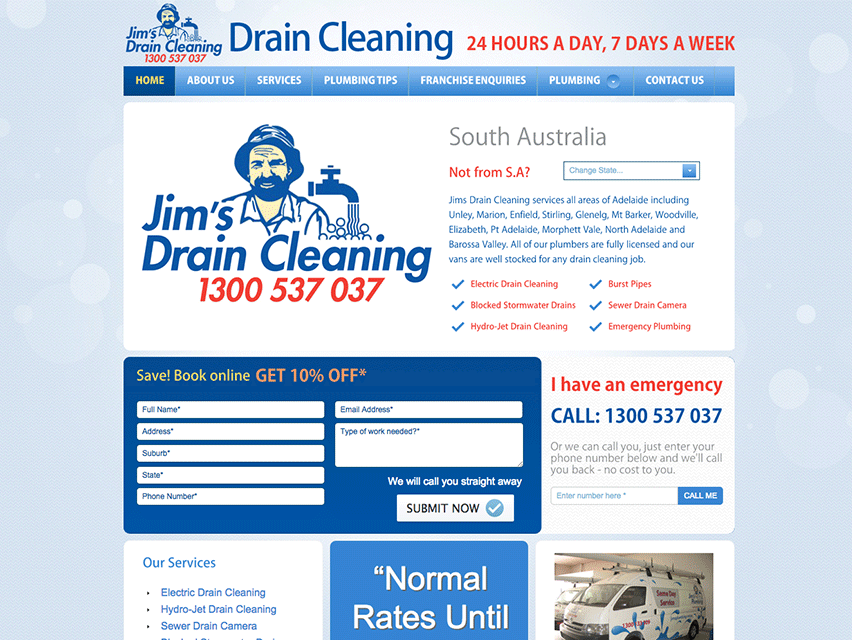 Jim's
Drain Cleaning
1300 537 037
Drain Cleaning
24 HOURS A DAY, 7 DAYS A WEEK
HOME ABOUT US SERVICES PLUMBING TIPS FRANCHISE ENQUIRIES PLUMBING CONTACT US
Jim's
Drain Cleaning
1300 537 037
South Australia
Not from S.A? Change State...
Jims Drain Cleaning services all areas of Adelaide including
Unley, Marion, Enfield, Stirling, Glenelg, Mt Barker, Woodville,
Elizabeth, Pt Adelaide, Morphett Vale, North Adelaide and
Barossa Valley. All of our plumbers are fully licensed and our
vans are well stocked for any drain cleaning job.
Electric Drain Cleaning Burst Pipes
Blocked Stormwater Drains Sewer Drain Camera
Hydro-Jet Drain Cleaning Emergency Plumbing
Save! Book online GET 10% OFF*
Full Name*
Address*
Suburb*
State*
Phone Number*
Email Address*
Type of work needed?*
We will call you straight away
SUBMIT NOW
I have an emergency
CALL: 1300 537 037
Or we can call you, just enter your
phone number below and we'll call
you back - no cost to you.
Enter number here * CALL ME
Our Services
Electric Drain Cleaning
Hydro-Jet Drain Cleaning
Sewer Drain Camera
“Normal
Rates Until
Same Day
Service